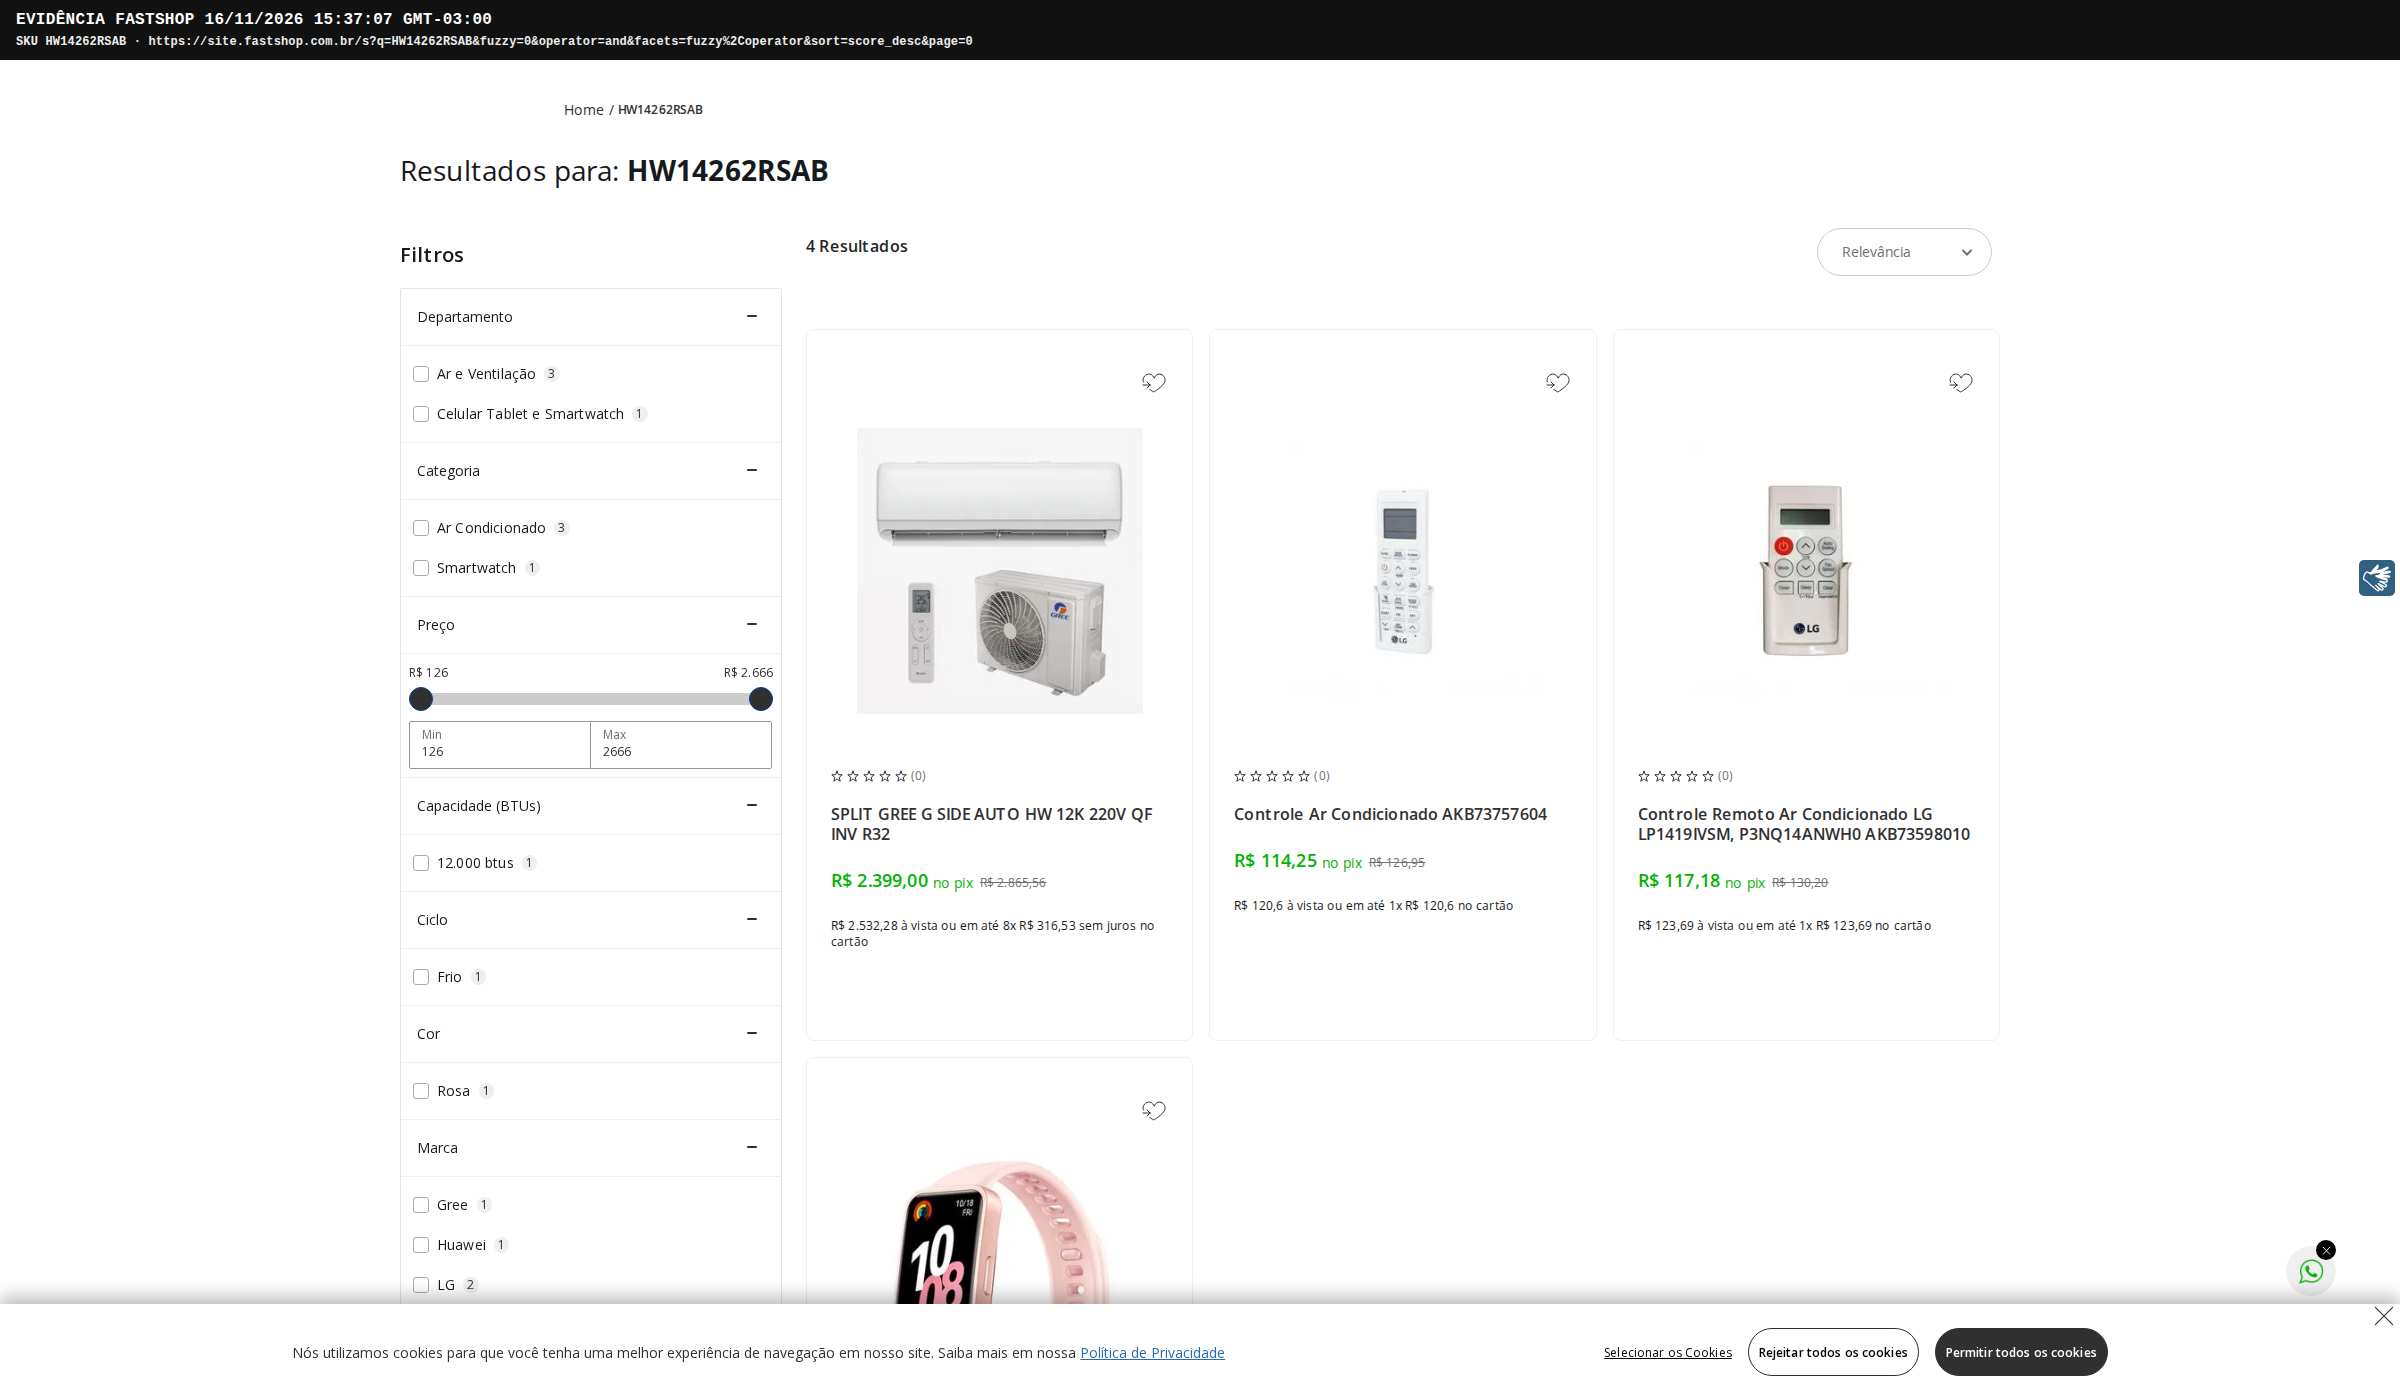 EVIDÊNCIA FASTSHOP 16/11/2026 15:37:07 GMT-03:00
SKU HW14262RSAB · https://site.fastshop.com.br/s?q=HW14262RSAB&fuzzy=0&operator=and&facets=fuzzy%2Coperator&sort=score_desc&page=0
Home / HW14262RSAB
Resultados para: HW14262RSAB
Filtros
4 Resultados
Relevância
Departamento
Ar e Ventilação 3
Celular Tablet e Smartwatch 1
Categoria
Ar Condicionado 3
Smartwatch 1
Preço
R$ 126
R$ 2.666
Min
126
Max
2666
Capacidade (BTUs)
12.000 btus 1
Ciclo
Frio 1
Cor
Rosa 1
Marca
Gree 1
Huawei 1
LG 2
GREE
(0)
SPLIT GREE G SIDE AUTO HW 12K 220V QF
INV R32
R$ 2.399,00 no pix R$ 2.865,56
R$ 2.532,28 à vista ou em até 8x R$ 316,53 sem juros no
cartão
LG
(0)
Controle Ar Condicionado AKB73757604
R$ 114,25 no pix R$ 126,95
R$ 120,6 à vista ou em até 1x R$ 120,6 no cartão
LG
(0)
Controle Remoto Ar Condicionado LG
LP1419IVSM, P3NQ14ANWH0 AKB73598010
R$ 117,18 no pix R$ 130,20
R$ 123,69 à vista ou em até 1x R$ 123,69 no cartão
10/18
FRI
10
08
Nós utilizamos cookies para que você tenha uma melhor experiência de navegação em nosso site. Saiba mais em nossa Política de Privacidade
Selecionar os Cookies
Rejeitar todos os cookies
Permitir todos os cookies